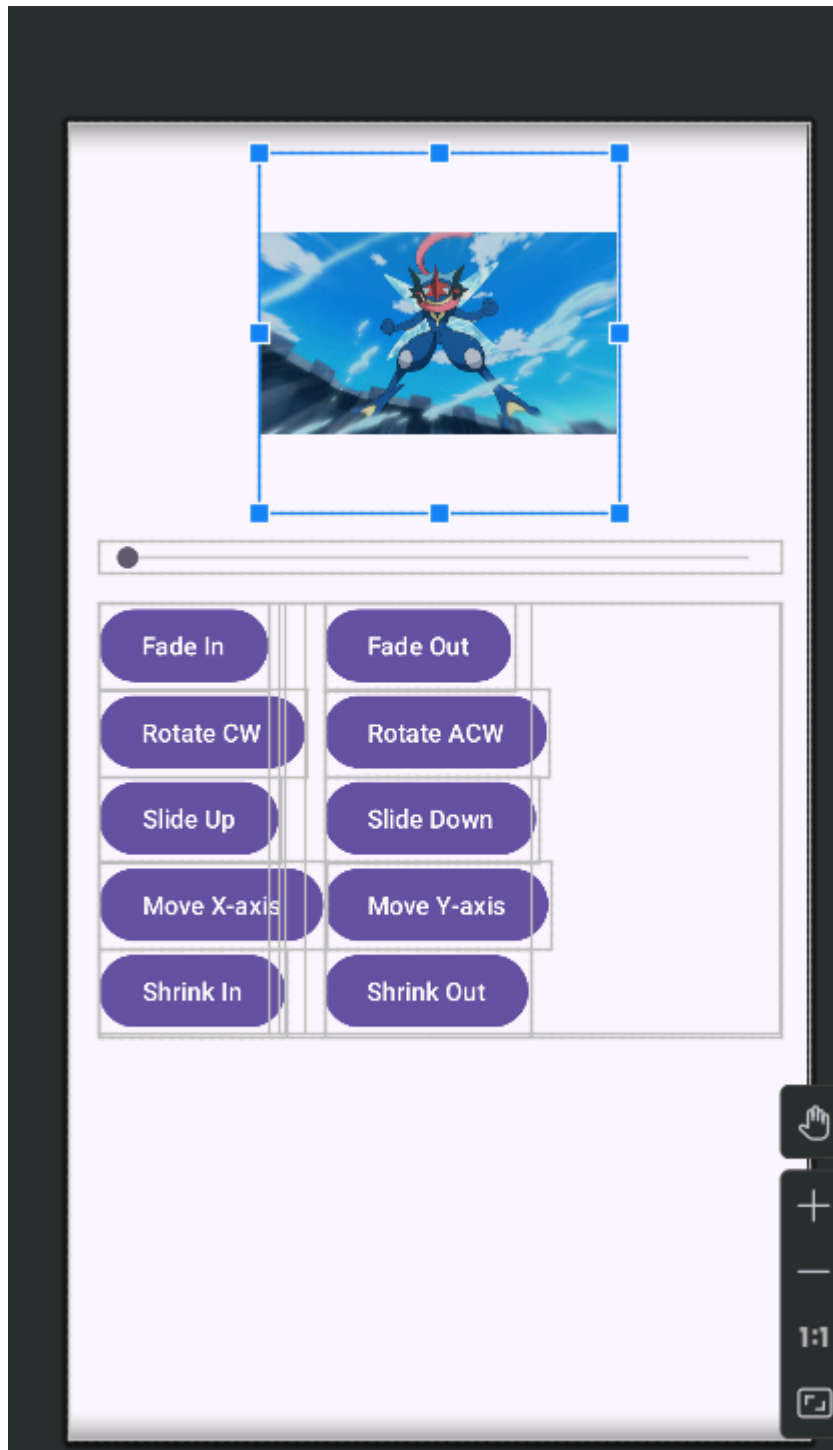 Fade In Fade Out
Rotate CW Rotate ACW
Slide Up Slide Down
Move X-axis Move Y-axis
Shrink In Shrink Out
1:1